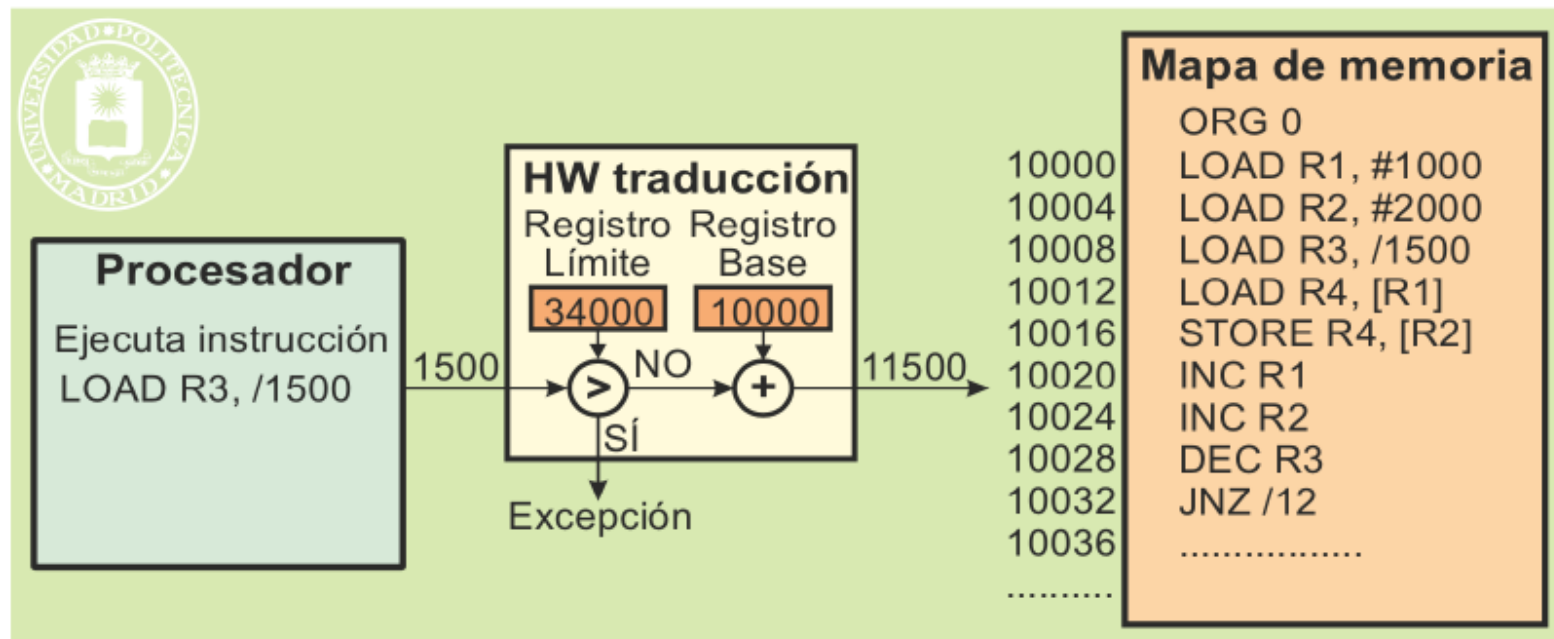 UNIVERSIDAD POLITECNICA
MADRID
Procesador
Ejecuta instrucción
LOAD R3, /1500
1500
HW traducción
Registro Registro
Límite Base
34000 10000
> NO +
SÍ
Excepción
11500
Mapa de memoria
ORG 0
10000 LOAD R1, #1000
10004 LOAD R2, #2000
10008 LOAD R3, /1500
10012 LOAD R4, [R1]
10016 STORE R4, [R2]
10020 INC R1
10024 INC R2
10028 DEC R3
10032 JNZ /12
10036 .................
..........